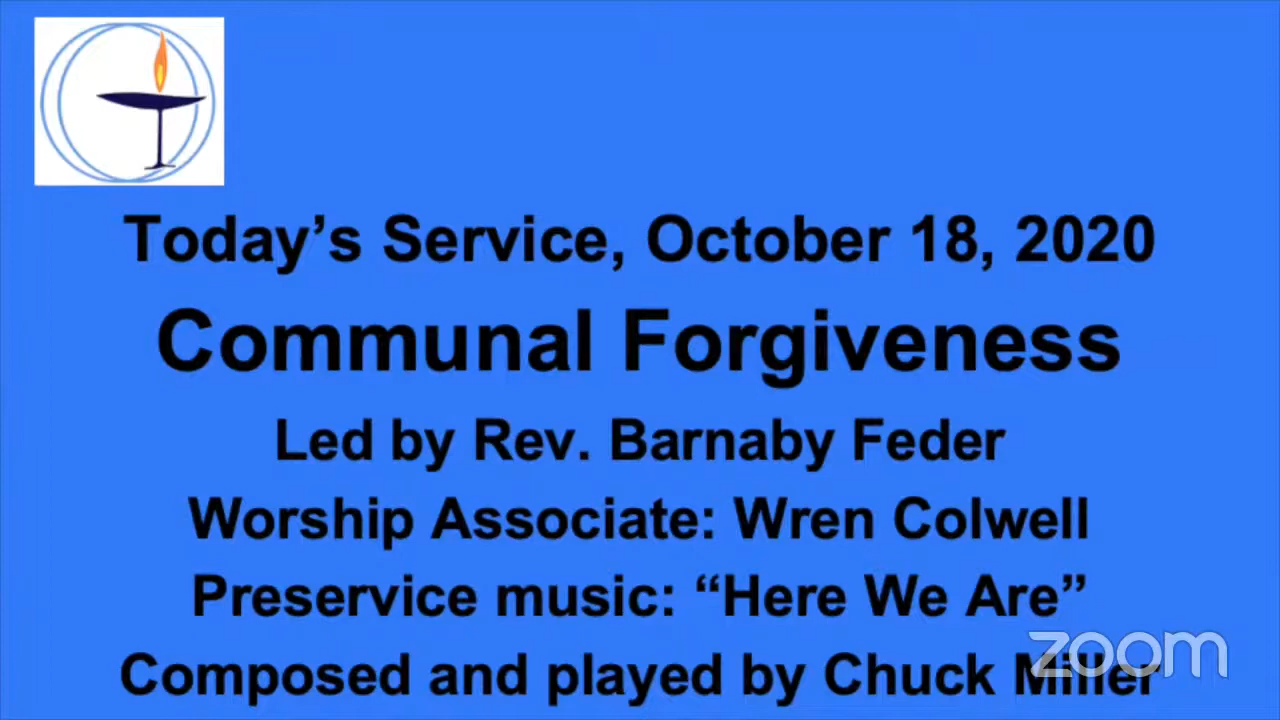 Today’s Service, October 18, 2020
Communal Forgiveness
Led by Rev. Barnaby Feder
Worship Associate: Wren Colwell
Preservice music: “Here We Are”
Composed and played by Chuck Miller
zoom